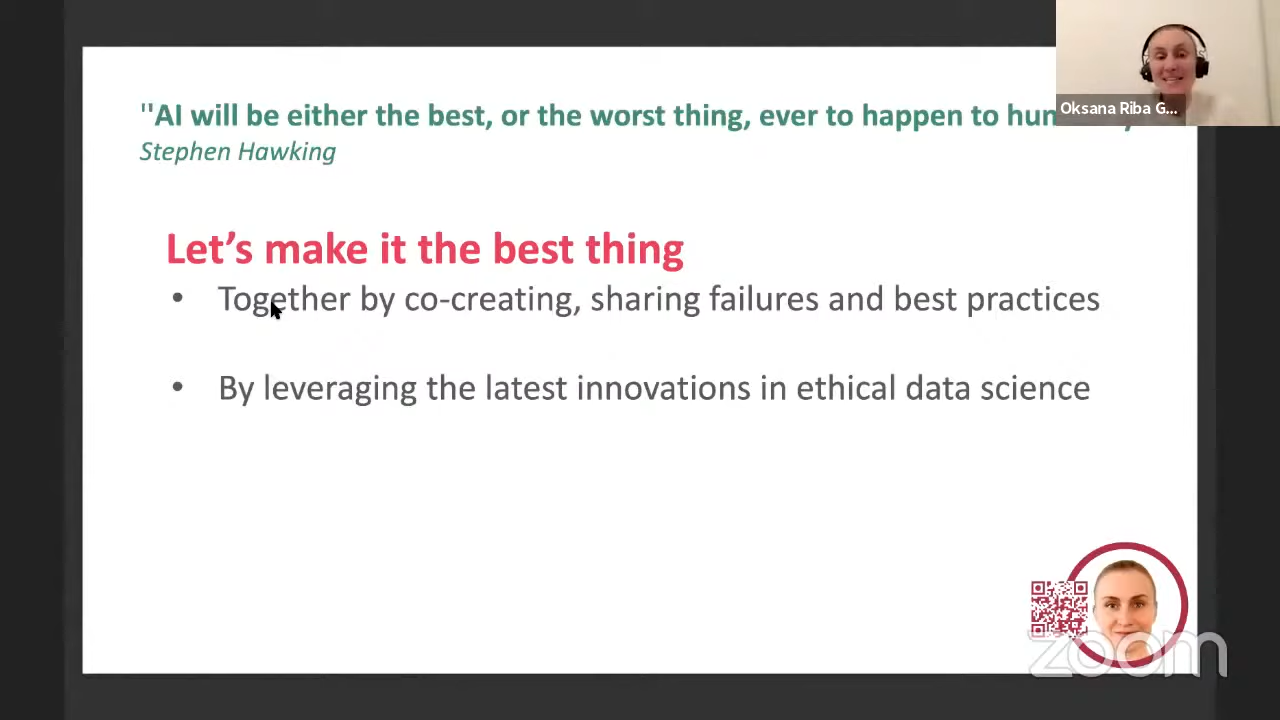 "AI will be either the best, or the worst thing, ever to happen to
Stephen Hawking
Oksana Riba G...
Let's make it the best thing
• Together by co-creating, sharing failures and best practices
• By leveraging the latest innovations in ethical data science
zoom